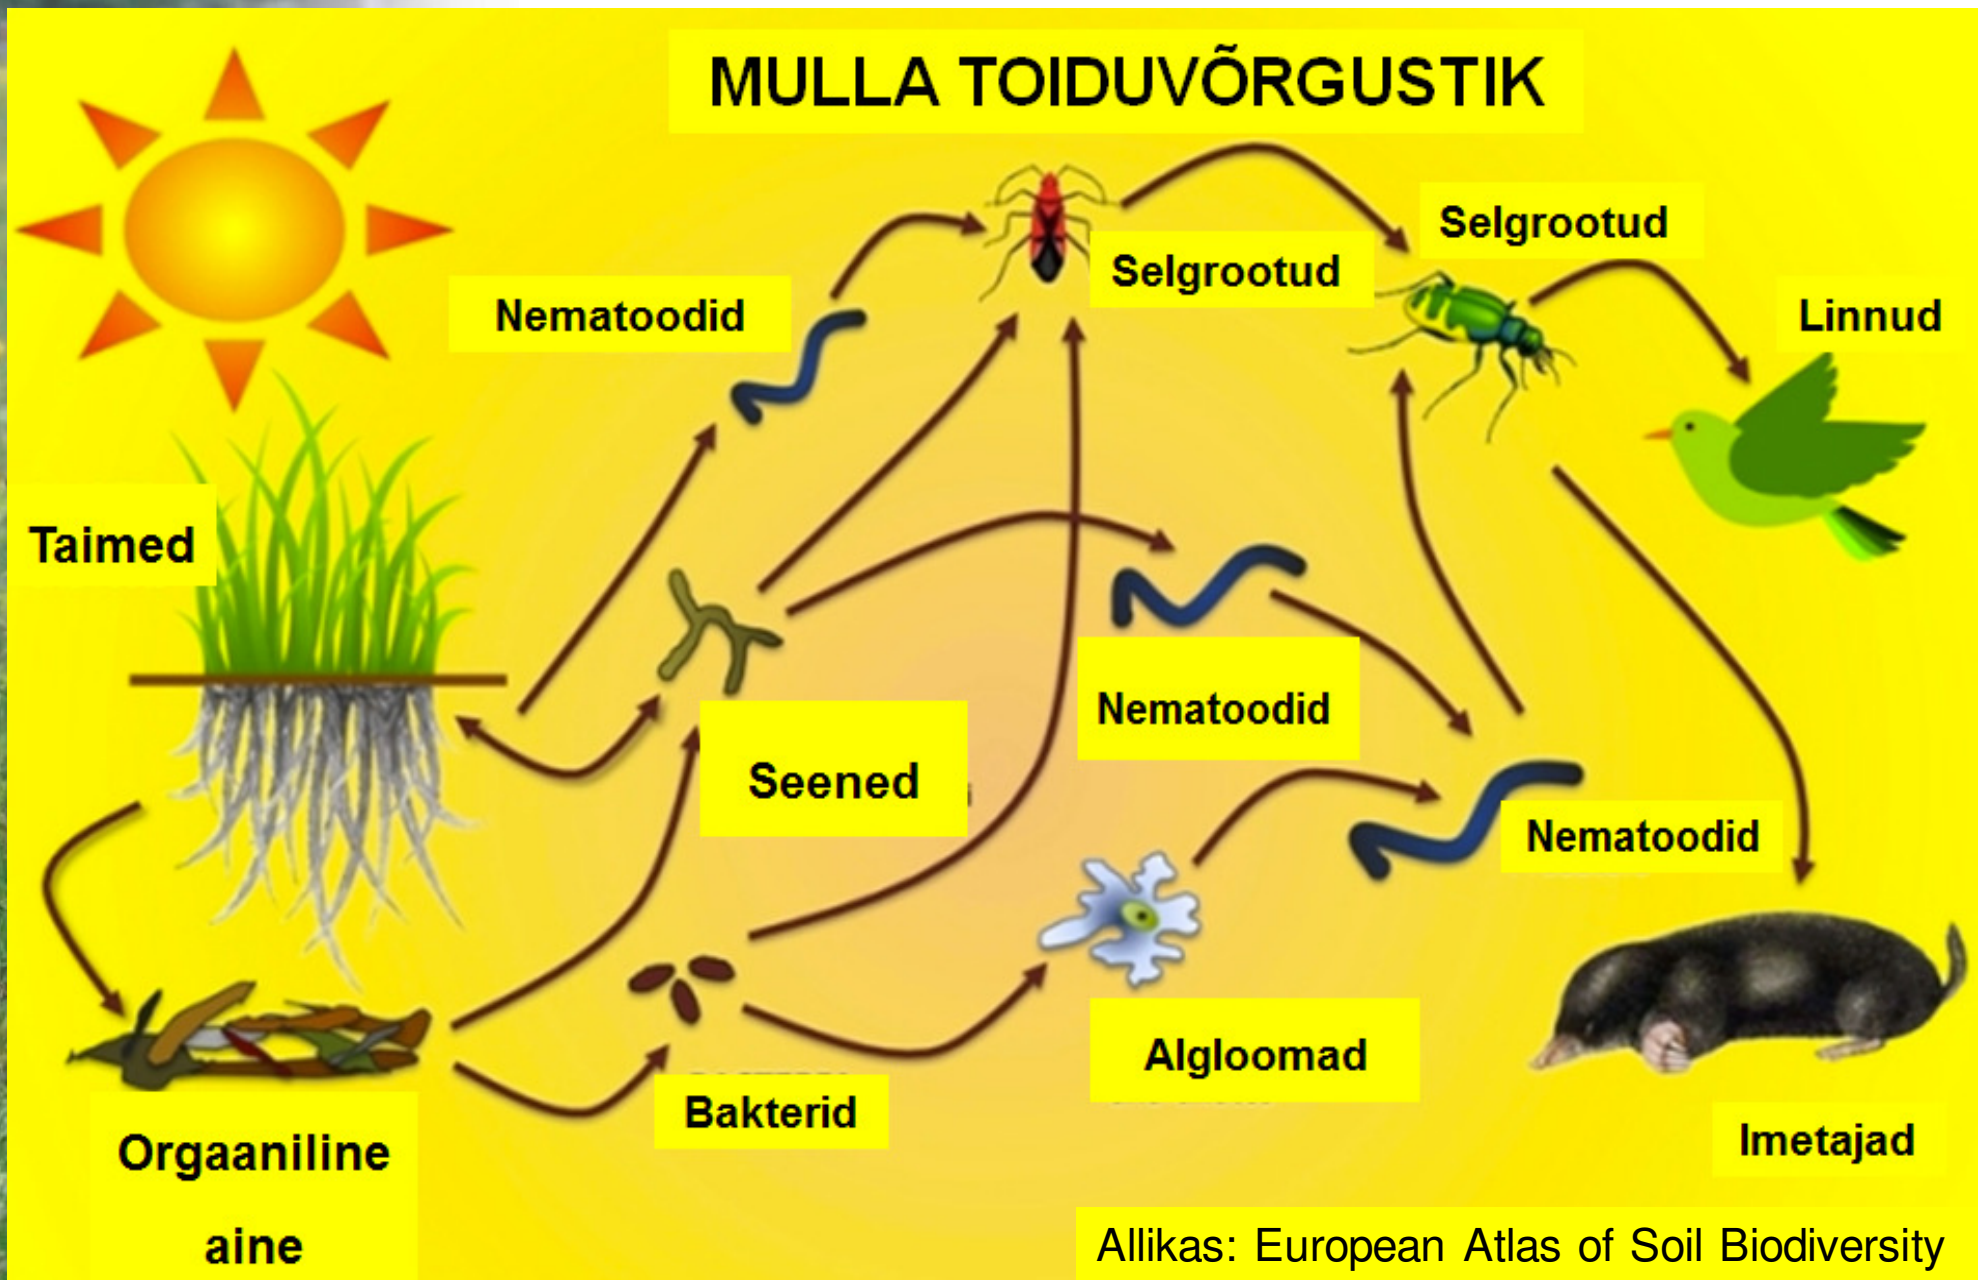 MULLA TOIDUVÕRGUSTIK
Selgrootud
Selgrootud
Nematoodid
Linnud
Taimed
Nematoodid
Seened
Nematoodid
Algloomad
Bakterid
Imetajad
Orgaaniline
aine
Allikas: European Atlas of Soil Biodiversity